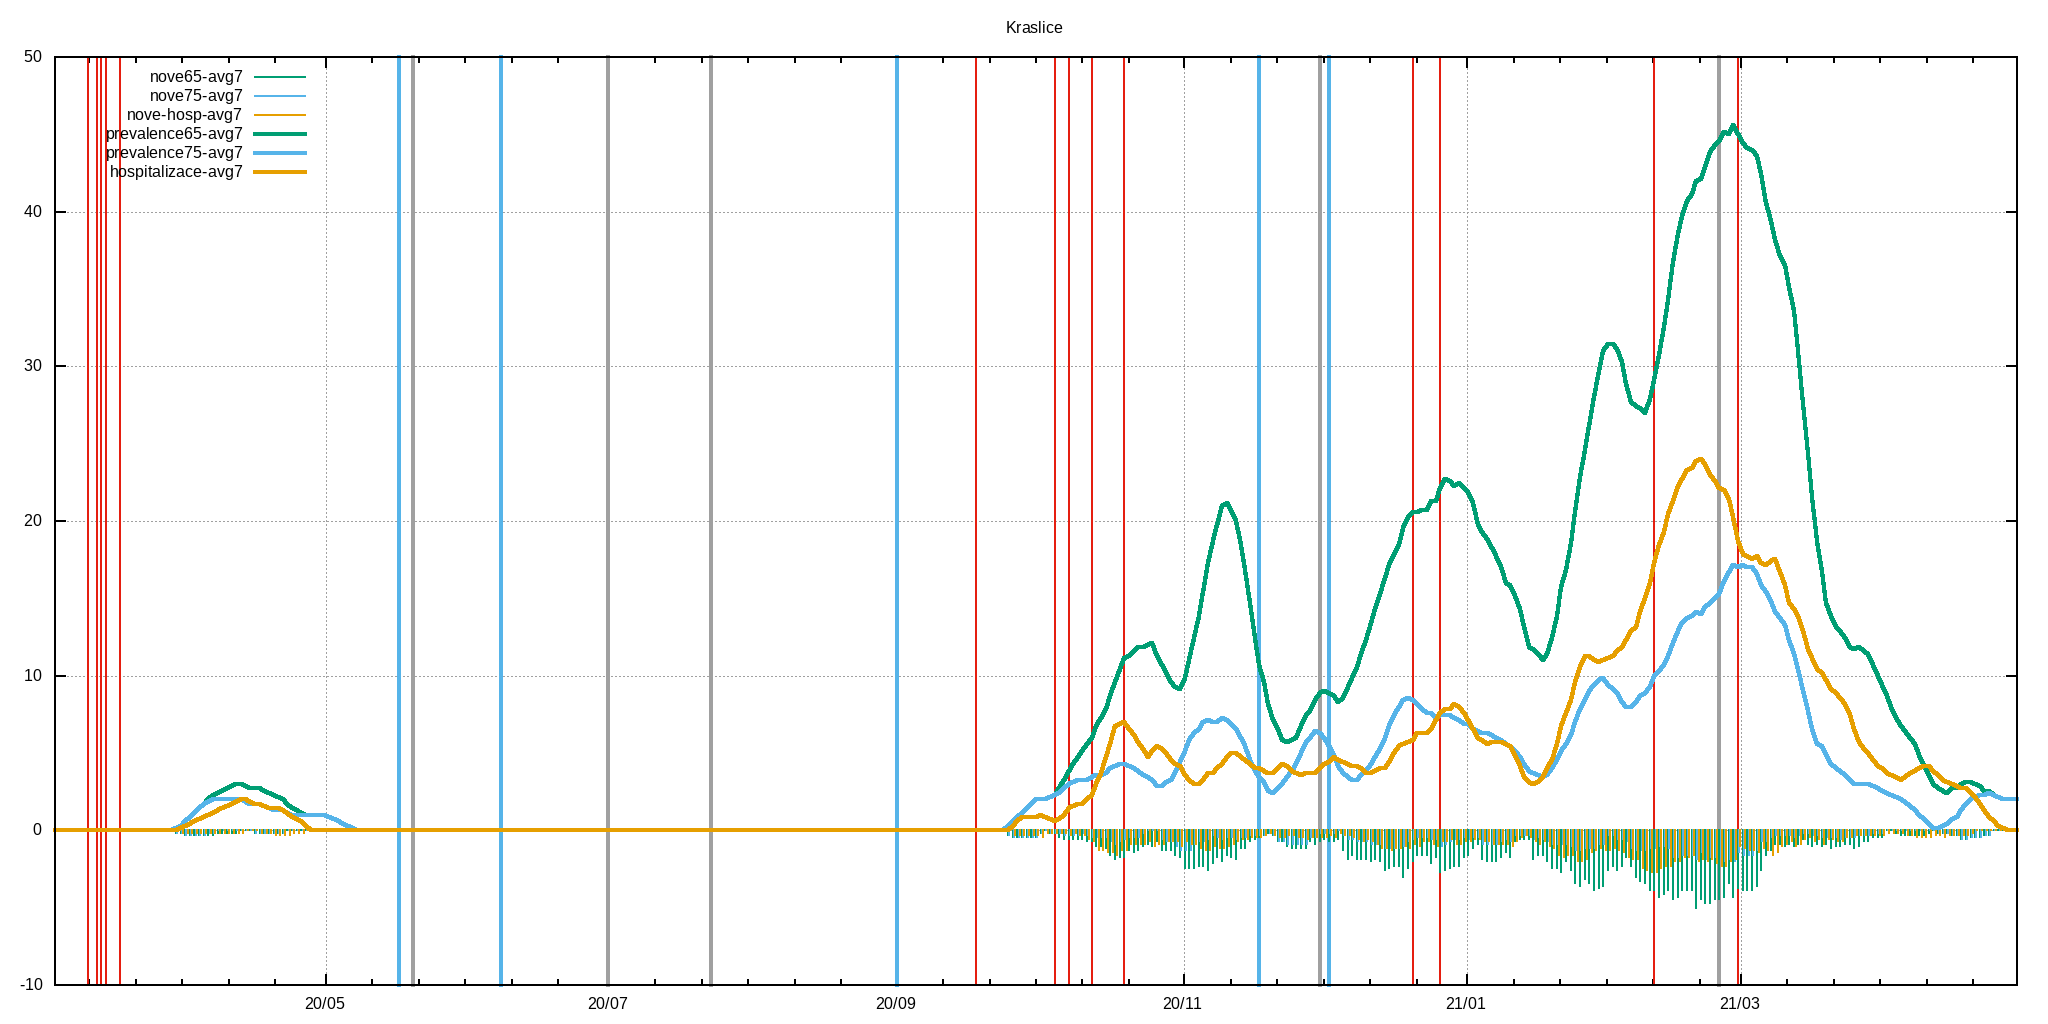 Kraslice
50
nove65-avg7
nove75-avg7
nove-hosp-avg7
prevalence65-avg7
prevalence75-avg7
hospitalizace-avg7
40
30
20
10
0
-10
20/05 20/07 20/09 20/11 21/01 21/03